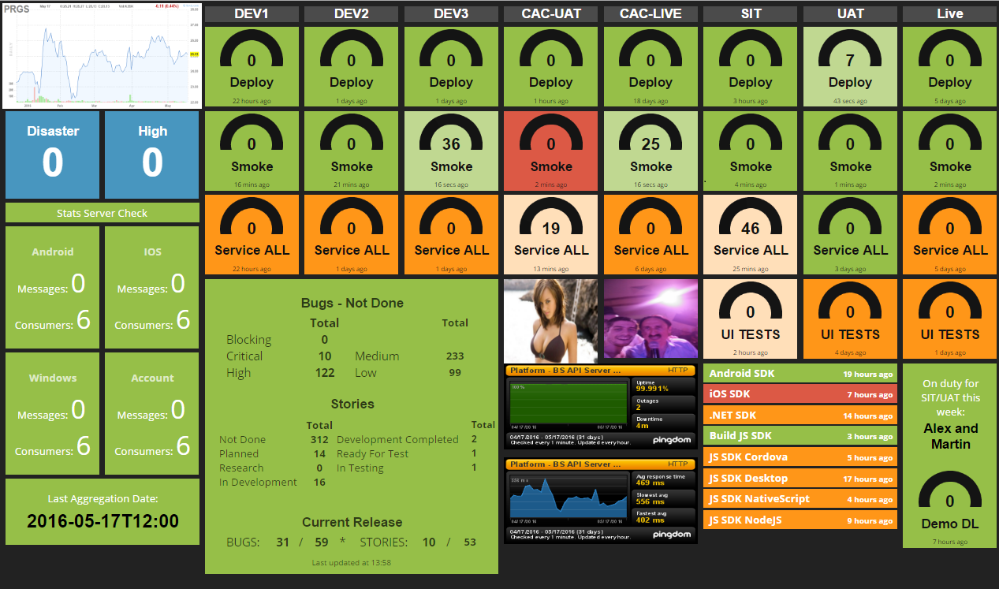 PRGS
DEV1 DEV2 DEV3 CAC-UAT CAC-LIVE SIT UAT Live
0 0 0 0 0 0 7 0
Deploy Deploy Deploy Deploy Deploy Deploy Deploy Deploy
22 hours ago 1 days ago 1 days ago 1 hours ago 18 days ago 3 hours ago 43 secs ago 5 days ago
Disaster High
0 0
0 0 36 0 25 0 0 0
Smoke Smoke Smoke Smoke Smoke Smoke Smoke Smoke
16 mins ago 21 mins ago 16 secs ago 2 mins ago 16 secs ago 4 mins ago 1 mins ago 2 mins ago
Stats Server Check
0 0 0 19 0 46 0 0
Service ALL Service ALL Service ALL Service ALL Service ALL Service ALL Service ALL Service ALL
22 hours ago 1 days ago 1 days ago 13 mins ago 6 days ago 25 mins ago 3 days ago 5 days ago
Android IOS
Messages: 0 Messages: 0
Consumers: 6 Consumers: 6
Windows Account
Messages: 0 Messages: 0
Consumers: 6 Consumers: 6
Last Aggregation Date:
2016-05-17T12:00
Bugs - Not Done
Total Total
Blocking 0
Critical 10 Medium 233
High 122 Low 99
Stories
Total Total
Not Done 312 Development Completed 2
Planned 14 Ready For Test 1
Research 0 In Testing 1
In Development 16
Current Release
BUGS: 31 / 59 * STORIES: 10 / 53
Last updated at 13:58
0 0 0
UI TESTS UI TESTS UI TESTS
2 hours ago 4 days ago 1 days ago
Platform - BS API Server ... HTTP
100 %
Uptime
99.991%
Outages
2
Downtime
4m
04/17/2016 05/17/2016
04/17/2016 - 05/17/2016 (31 days)
Checked every 1 minute. Updated every hour.
pingdom
Platform - BS API Server ... HTTP
556 ms
Avg response time
469 ms
Slowest avg
556 ms
Fastest avg
402 ms
04/17/2016 05/17/2016
04/17/2016 - 05/17/2016 (31 days)
Checked every 1 minute. Updated every hour.
pingdom
Android SDK 19 hours ago
iOS SDK 7 hours ago
.NET SDK 14 hours ago
Build JS SDK 3 hours ago
JS SDK Cordova 5 hours ago
JS SDK Desktop 17 hours ago
JS SDK NativeScript 4 hours ago
JS SDK NodeJS 9 hours ago
On duty for
SIT/UAT this
week:
Alex and
Martin
0
Demo DL
7 hours ago